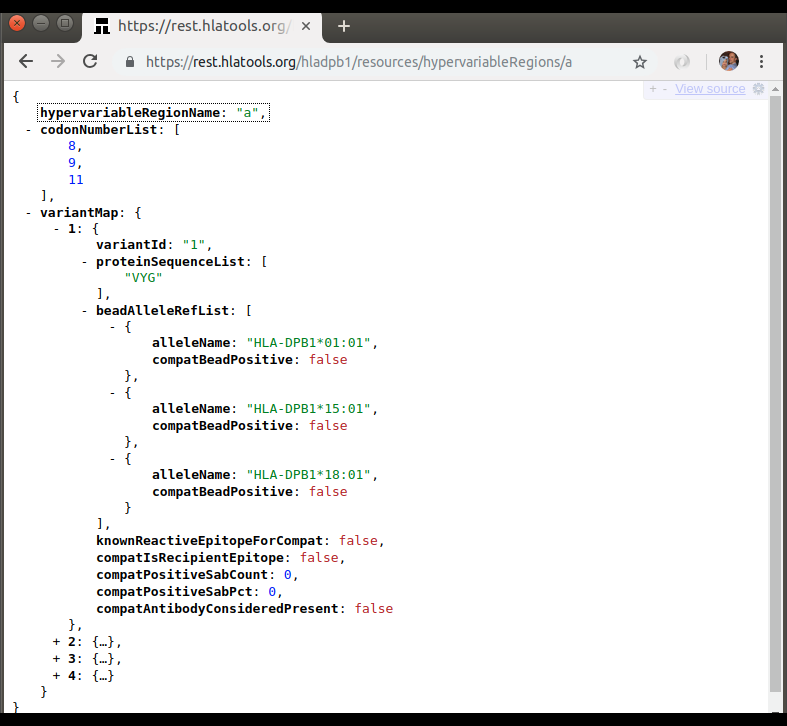 https://rest.hlatools.org/
https://rest.hlatools.org/hladpb1/resources/hypervariableRegions/a
+ - View source
{
hypervariableRegionName: "a",
- codonNumberList: [
8,
9,
11
],
- variantMap: {
- 1: {
variantId: "1",
- proteinSequenceList: [
"VYG"
],
- beadAlleleRefList: [
- {
alleleName: "HLA-DPB1*01:01",
compatBeadPositive: false
},
- {
alleleName: "HLA-DPB1*15:01",
compatBeadPositive: false
},
- {
alleleName: "HLA-DPB1*18:01",
compatBeadPositive: false
}
],
knownReactiveEpitopeForCompat: false,
compatIsRecipientEpitope: false,
compatPositiveSabCount: 0,
compatPositiveSabPct: 0,
compatAntibodyConsideredPresent: false
},
+ 2: {…},
+ 3: {…},
+ 4: {…}
}
}